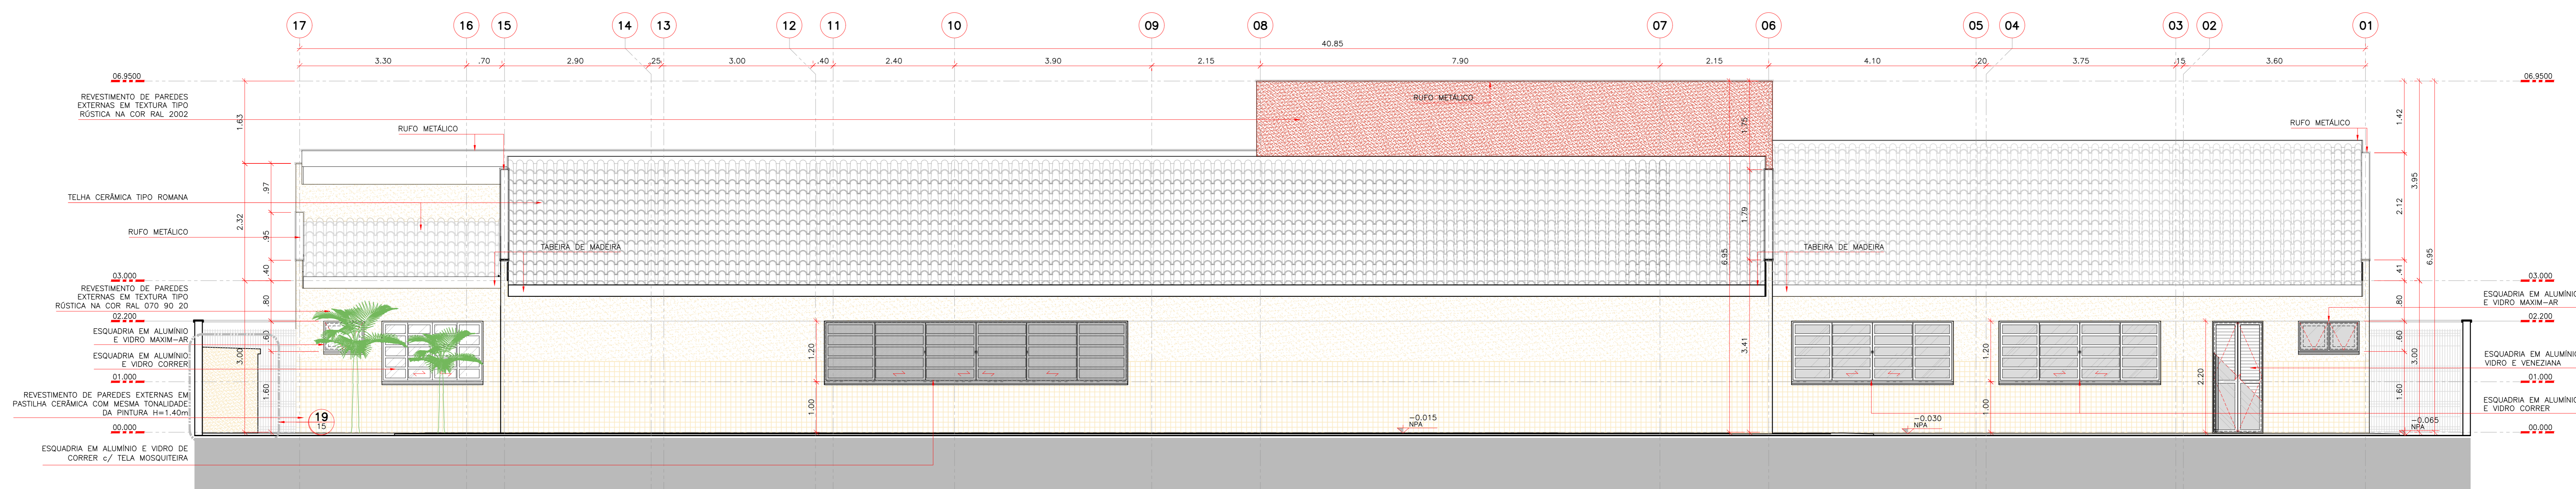 17 16 15 14 13 12 11 10 09 08 07 06 05 04 03 02 01
40.85
3.30 .70 2.90 .25 3.00 .40 2.40 3.90 2.15 7.90 2.15 4.10 .20 3.75 .15 3.60
06.9500
06.9500
REVESTIMENTO DE PAREDES
EXTERNAS EM TEXTURA TIPO
RÚSTICA NA COR RAL 2002
RUFO METÁLICO
RUFO METÁLICO
RUFO METÁLICO
1.63
1.75
1.42
TELHA CERÂMICA TIPO ROMANA
.97
2.32
3.95
2.12
1.79
RUFO METÁLICO
.95
TABEIRA DE MADEIRA
TABEIRA DE MADEIRA
6.95
6.95
03.000
.40
.41
03.000
REVESTIMENTO DE PAREDES
EXTERNAS EM TEXTURA TIPO
RÚSTICA NA COR RAL 070 90 20
.80
.80
ESQUADRIA EM ALUMÍNIO
E VIDRO MAXIM-AR
02.200
02.200
ESQUADRIA EM ALUMÍNIO
E VIDRO MAXIM-AR
.60
3.00
1.20
3.41
1.20
2.20
.60
3.00
ESQUADRIA EM ALUMÍNIO
E VIDRO CORRER
ESQUADRIA EM ALUMÍNIO
VIDRO E VENEZIANA
01.000
01.000
REVESTIMENTO DE PAREDES EXTERNAS EM
PASTILHA CERÂMICA COM MESMA TONALIDADE
DA PINTURA H=1.40m
1.60
1.00
1.00
1.60
ESQUADRIA EM ALUMÍNIO
E VIDRO CORRER
19
15
-0.015
NPA
-0.030
NPA
-0.065
NPA
00.000
00.000
ESQUADRIA EM ALUMÍNIO E VIDRO DE
CORRER c/ TELA MOSQUITEIRA